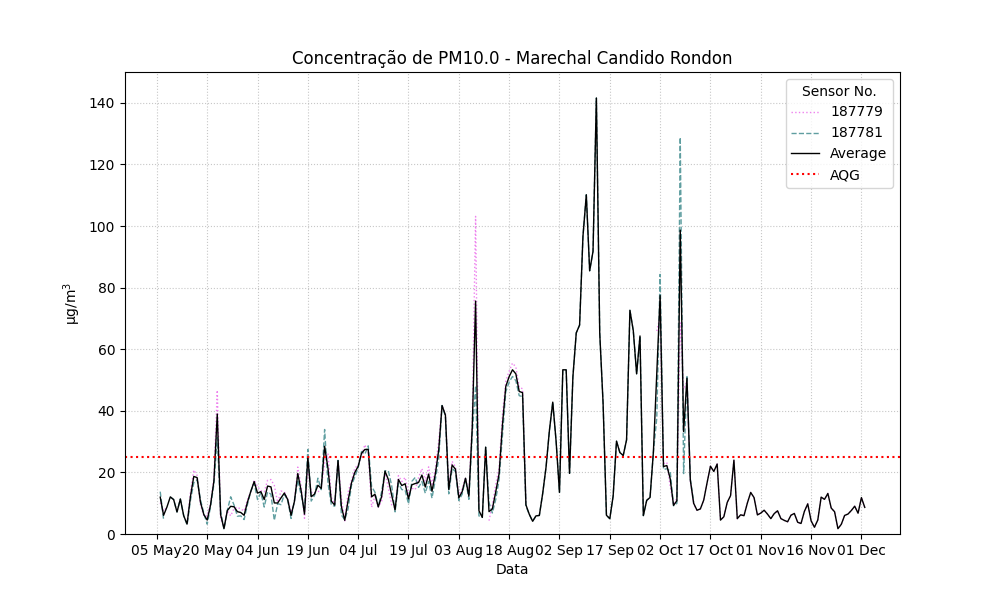 Concentração de PM10.0 - Marechal Candido Rondon
Sensor No.
187779
187781
Average
AQG
140
120
100
80
60
40
20
0
µg/m³
05 May 20 May 04 Jun 19 Jun 04 Jul 19 Jul 03 Aug 18 Aug 02 Sep 17 Sep 02 Oct 17 Oct 01 Nov 16 Nov 01 Dec
Data